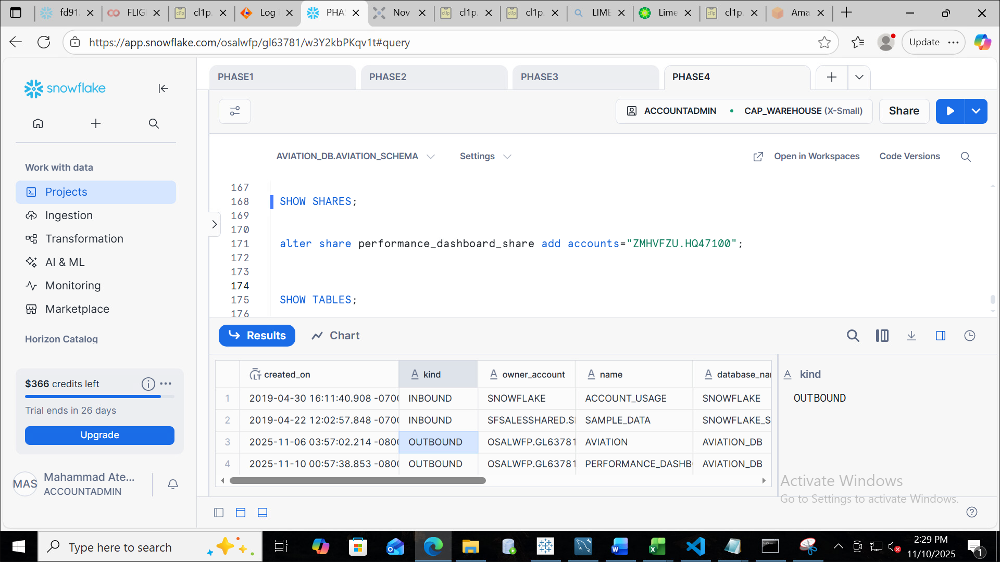 fd91
FLIG
cl1p.
Log
PHA
Nov
cl1p.
cl1p.
LIME
Lime
cl1p.
Ama
https://app.snowflake.com/osalwfp/gl63781/w3Y2kbPKqv1t#query
Update
snowflake
PHASE1
PHASE2
PHASE3
PHASE4
ACCOUNTADMIN
CAP_WAREHOUSE (X-Small)
Share
Work with data
Projects
Ingestion
Transformation
AI & ML
Monitoring
Marketplace
Horizon Catalog
$366 credits left
Trial ends in 26 days
Upgrade
MAS
Mahammad Ate...
ACCOUNTADMIN
AVIATION_DB.AVIATION_SCHEMA
Settings
Open in Workspaces
Code Versions
167
168 SHOW SHARES;
169
170
171 alter share performance_dashboard_share add accounts="ZMHVFZU.HQ47100";
172
173
174
175 SHOW TABLES;
176
Results
Chart
created_on kind owner_account name database_na
1 2019-04-30 16:11:40.908 -0700 INBOUND SNOWFLAKE ACCOUNT_USAGE SNOWFLAKE
2 2019-04-22 12:02:57.848 -0700 INBOUND SFSALESSHARED.S SAMPLE_DATA SNOWFLAKE_S
3 2025-11-06 03:57:02.214 -0800 OUTBOUND OSALWFP.GL63781 AVIATION AVIATION_DB
4 2025-11-10 00:57:38.853 -0800 OUTBOUND OSALWFP.GL63781 PERFORMANCE_DASHB AVIATION_DB
kind
OUTBOUND
Activate Windows
Go to Settings to activate Windows.
Type here to search
2:29 PM
11/10/2025
1